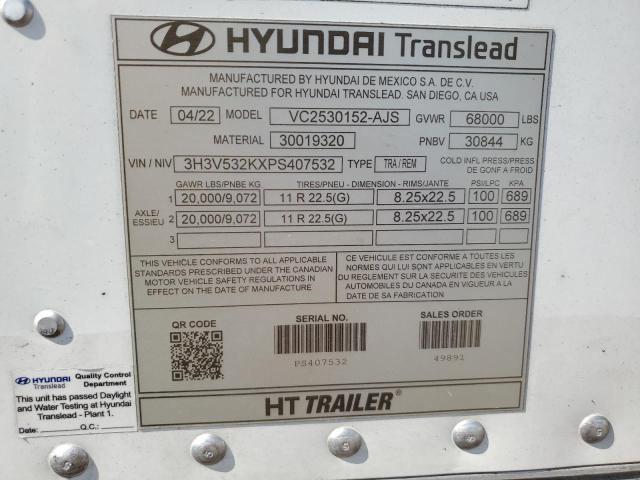 HYUNDAI Translead
MANUFACTURED BY HYUNDAI DE MEXICO S.A. DE C.V.
MANUFACTURED FOR HYUNDAI TRANSLEAD. SAN DIEGO, CA USA
DATE 04/22 MODEL VC2530152-AJS GVWR 68000 LBS
MATERIAL 30019320 PNBV 30844 KG
VIN / NIV 3H3V532KXPS407532 TYPE TRA / REM COLD INFL PRESS/PRESS
DE GONF A FROID
GAWR LBS/PNBE KG TIRES/PNEU - DIMENSION - RIMS/JANTE PSI/LPC KPA
1 20,000/9,072 11 R 22.5(G) 8.25x22.5 100 689
AXLE/
ESSIEU
2 20,000/9,072 11 R 22.5(G) 8.25x22.5 100 689
3
THIS VEHICLE CONFORMS TO ALL APPLICABLE
STANDARDS PRESCRIBED UNDER THE CANADIAN
MOTOR VEHICLE SAFETY REGULATIONS IN
EFFECT ON THE DATE OF MANUFACTURE
CE VEHICULE EST CONFORME A TOUTES LES
NORMES QUI LUI SONT APPLICABLES EN VERTU
DU REGLEMENT SUR LA SECURITE DES VEHICULES
AUTOMOBILES DU CANADA EN VIGUEUR A LA
DATE DE SA FABRICATION
QR CODE
SERIAL NO.
PS407532
SALES ORDER
49891
HT TRAILER®
HYUNDAI Translead
Quality Control
Department
This unit has passed Daylight
and Water Testing at Hyundai
Translead - Plant 1.
Date: Q.C.: